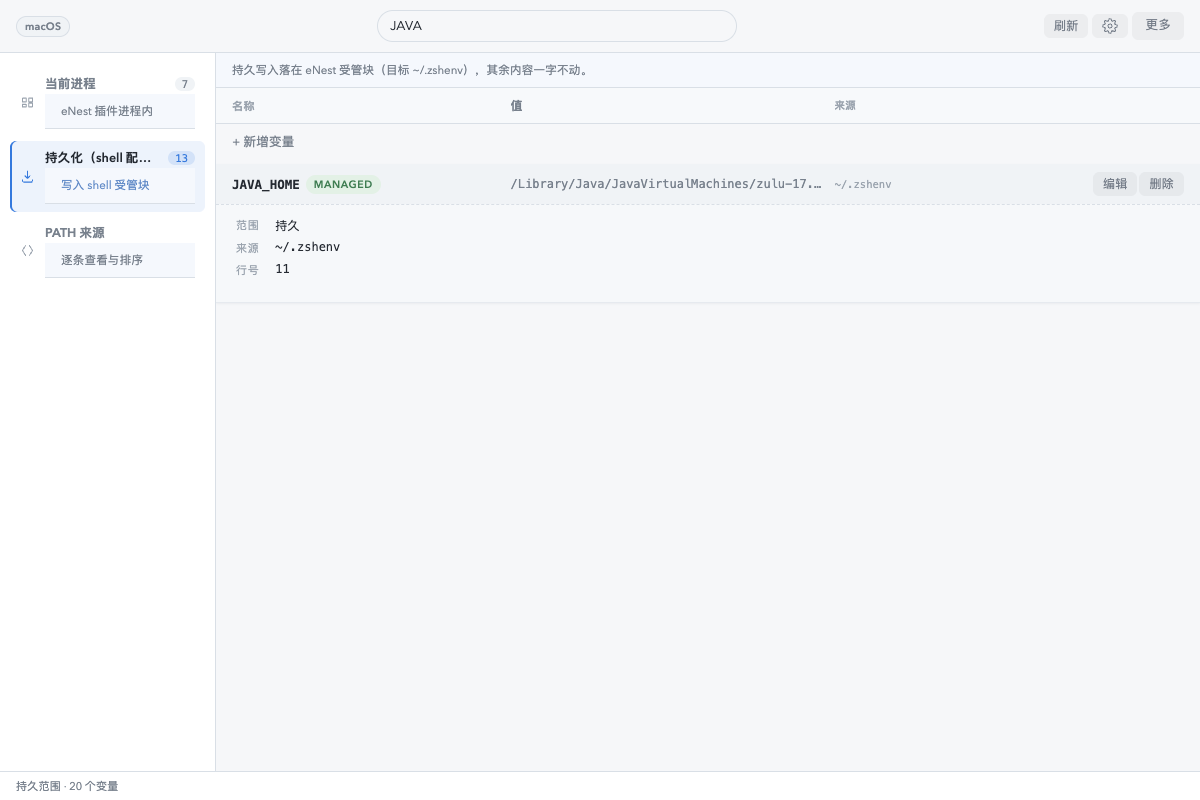 macOS
JAVA
刷新
更多
当前进程 7
eNest 插件进程内
持久化（shell 配… 13
写入 shell 受管块
PATH 来源
逐条查看与排序
持久写入落在 eNest 受管块（目标 ~/.zshenv），其余内容一字不动。
名称 值 来源
+ 新增变量
JAVA_HOME MANAGED /Library/Java/JavaVirtualMachines/zulu-17.… ~/.zshenv 编辑 删除
范围 持久
来源 ~/.zshenv
行号 11
持久范围 · 20 个变量